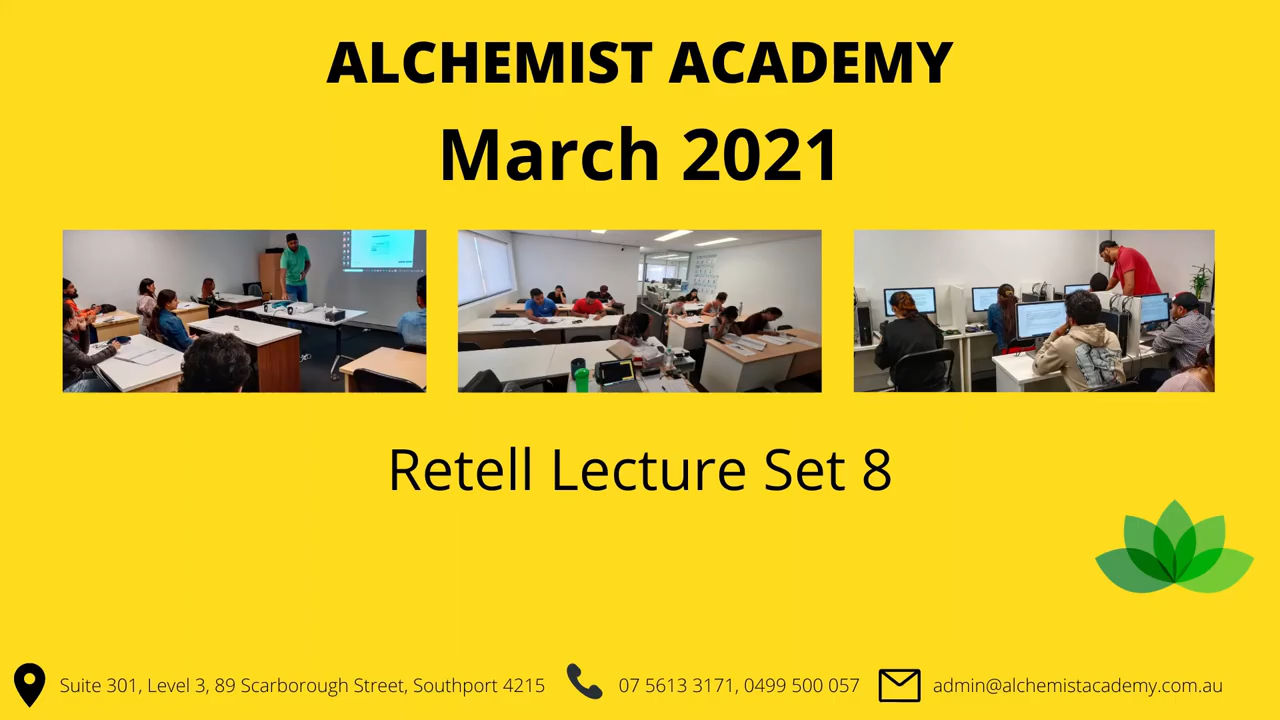 ALCHEMIST ACADEMY
March 2021
Retell Lecture Set 8
Suite 301, Level 3, 89 Scarborough Street, Southport 4215
07 5613 3171, 0499 500 057
admin@alchemistacademy.com.au